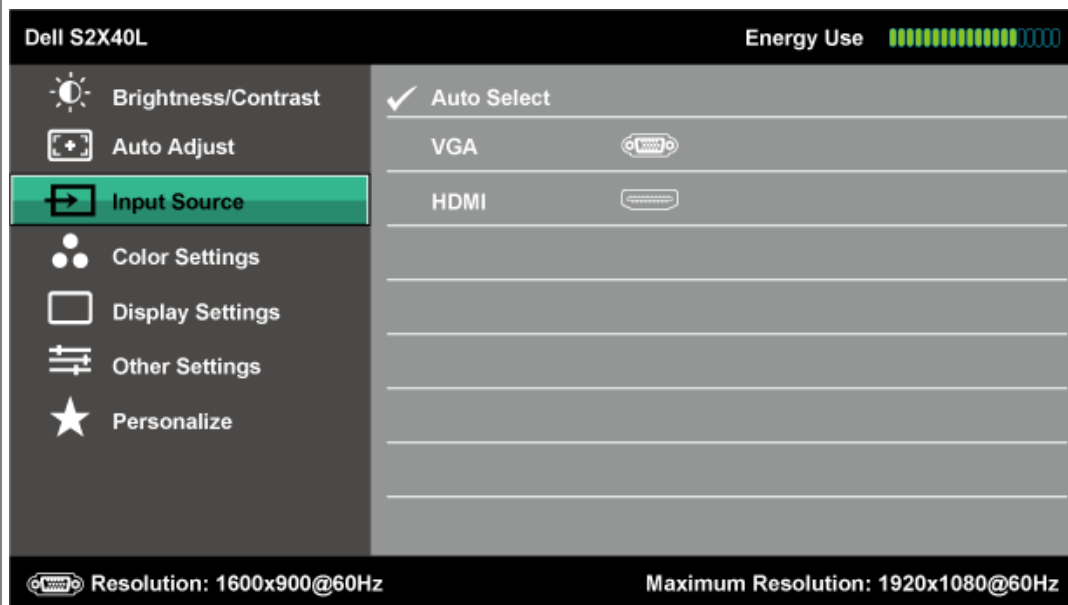 Dell S2X40L Energy Use
Brightness/Contrast
Auto Select
Auto Adjust
VGA
Input Source
HDMI
Color Settings
Display Settings
Other Settings
Personalize
Resolution: 1600x900@60Hz Maximum Resolution: 1920x1080@60Hz